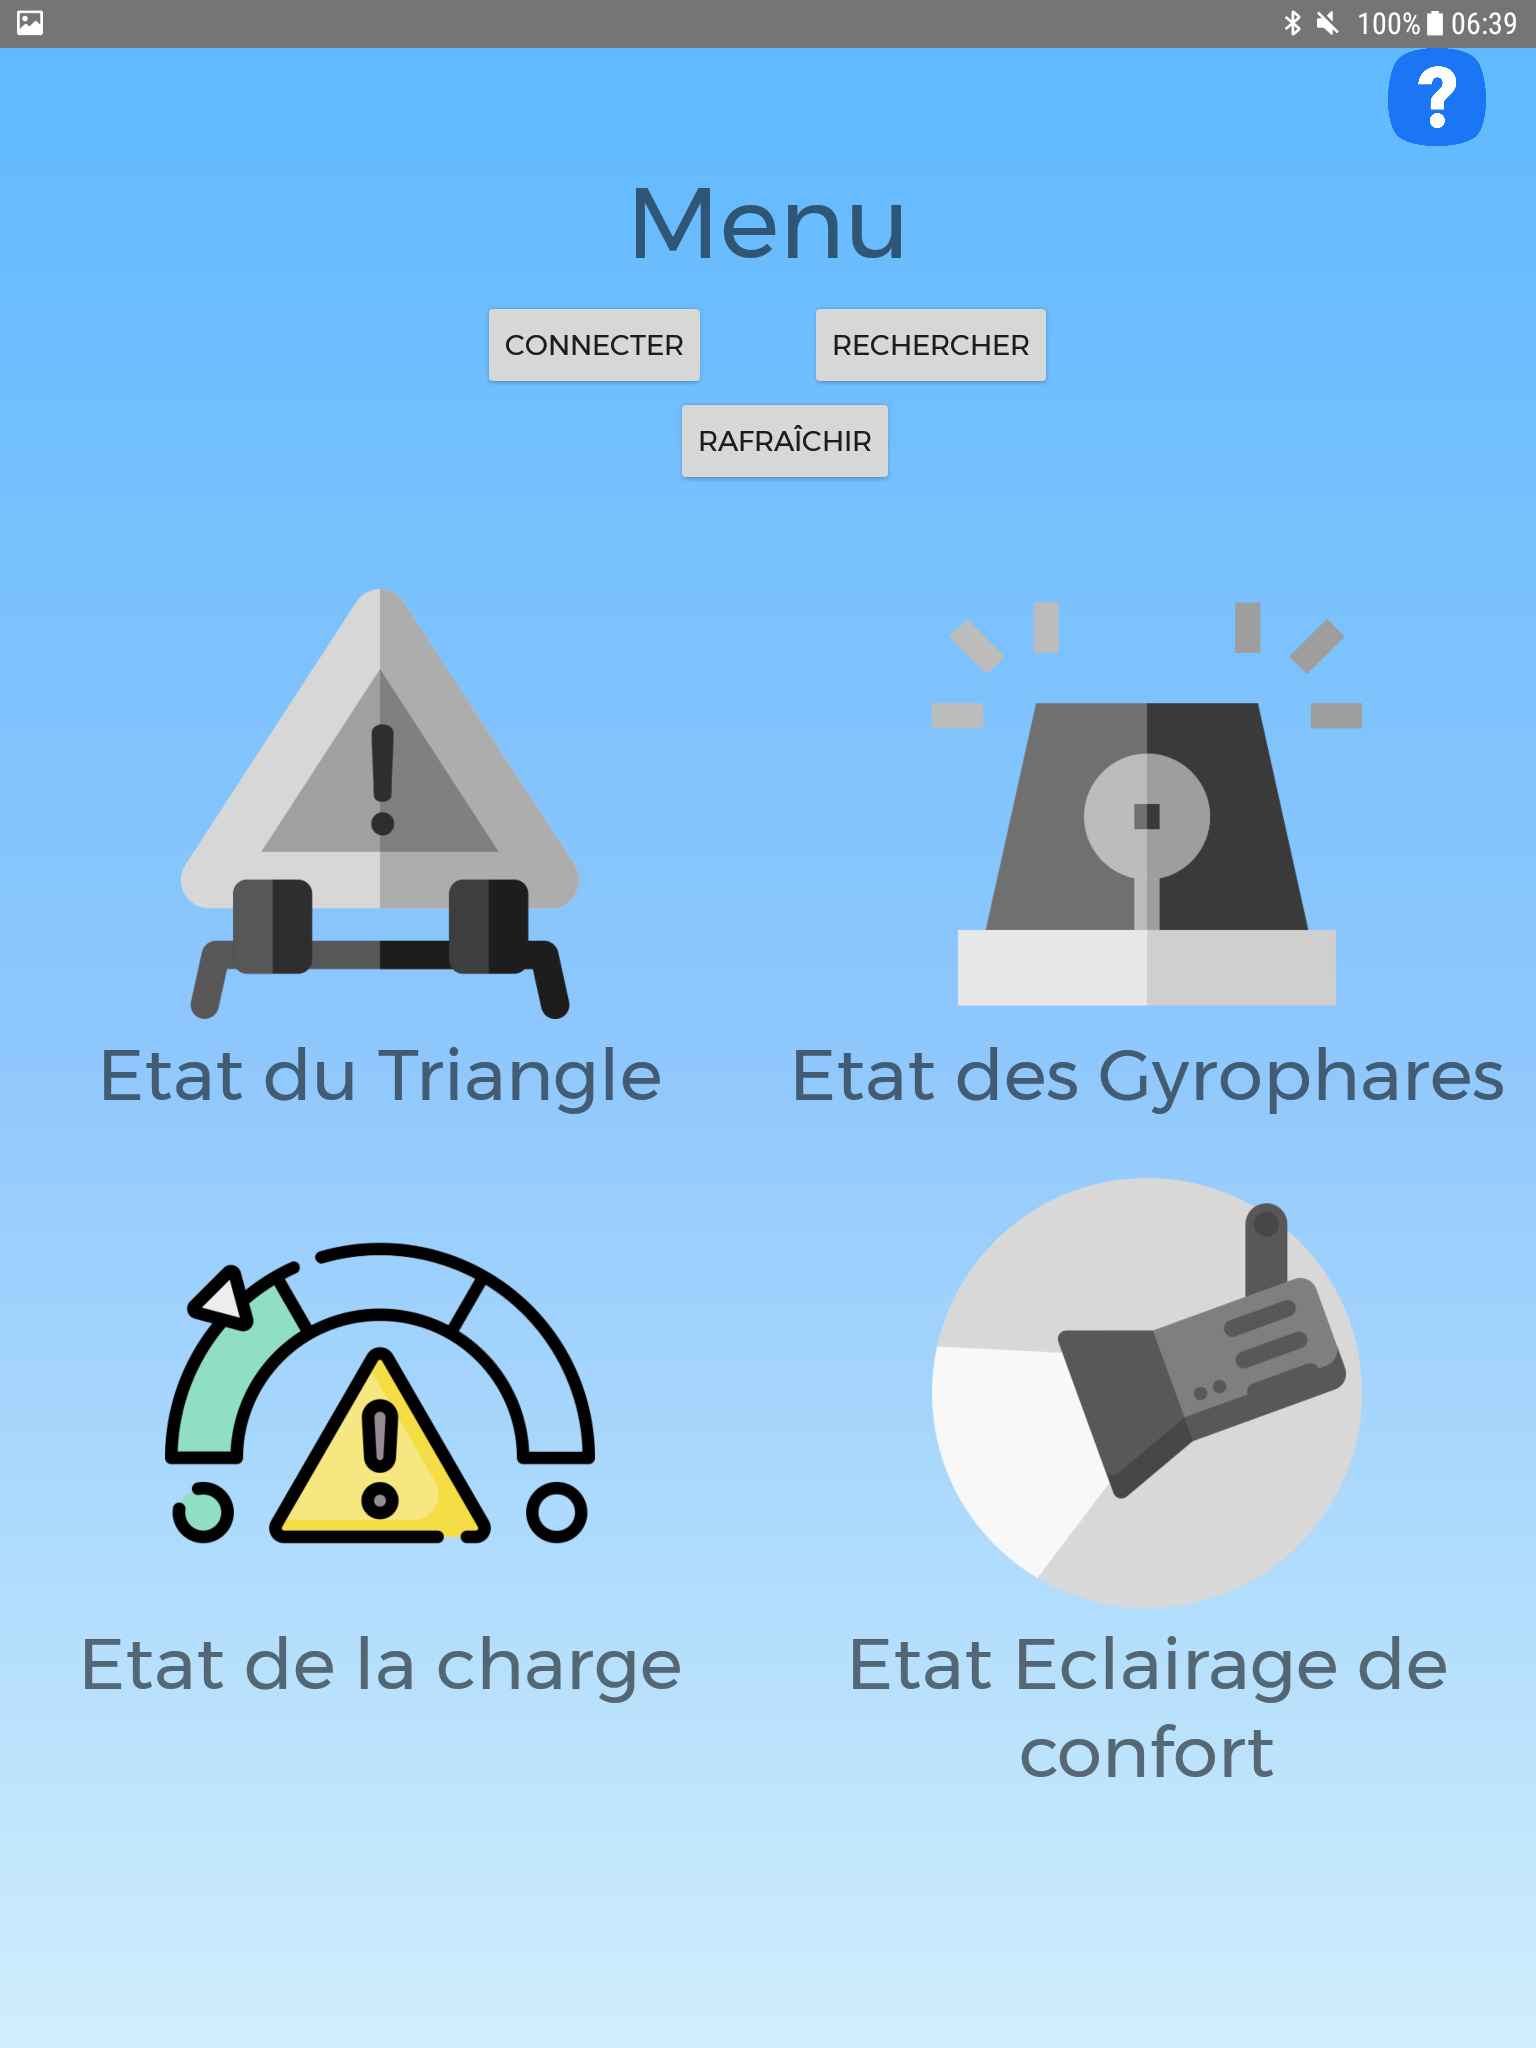 100% 06:39
?
Menu
CONNECTER RECHERCHER
RAFRAÎCHIR
!
Etat du Triangle Etat des Gyrophares
!
Etat de la charge Etat Eclairage de
confort